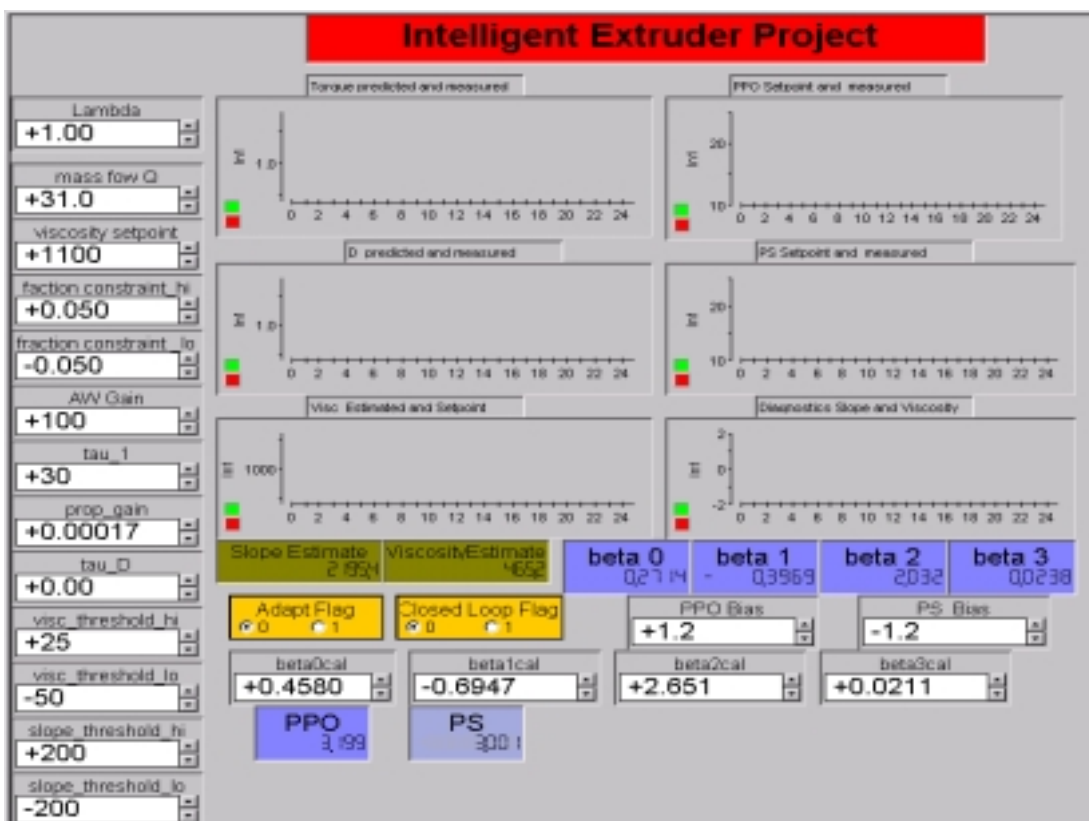 Intelligent Extruder Project
Lambda
+1.00
mass fow Q
+31.0
viscosity setpoint
+1100
faction constraint_hi
+0.050
fraction constraint_lo
-0.050
AW Gain
+100
tau_1
+30
prop_gain
+0.00017
tau_D
+0.00
visc_threshold_hi
+25
visc_threshold_lo
-50
slope_threshold_hi
+200
slope_threshold_lo
-200
Torque predicted and measured
1.0
0 2 4 6 8 10 12 14 16 18 20 22 24
PPO Setpoint and measured
20
10
0 2 4 6 8 10 12 14 16 18 20 22 24
D predicted and measured
1.0
0 2 4 6 8 10 12 14 16 18 20 22 24
PS Setpoint and measured
20
10
0 2 4 6 8 10 12 14 16 18 20 22 24
Visc Estimated and Setpoint
1000
0 2 4 6 8 10 12 14 16 18 20 22 24
Diagnostics Slope and Viscosity
2
0
-2
0 2 4 6 8 10 12 14 16 18 20 22 24
Slope Estimate
2195,4
ViscosityEstimate
465,2
beta 0
0,2714
beta 1
- 0,3969
beta 2
2,032
beta 3
0,0238
Adapt Flag
0 1
Closed Loop Flag
0 1
PPO Bias
+1.2
PS Bias
-1.2
beta0cal
+0.4580
beta1cal
-0.6947
beta2cal
+2.651
beta3cal
+0.0211
PPO
3,199
PS
3,001